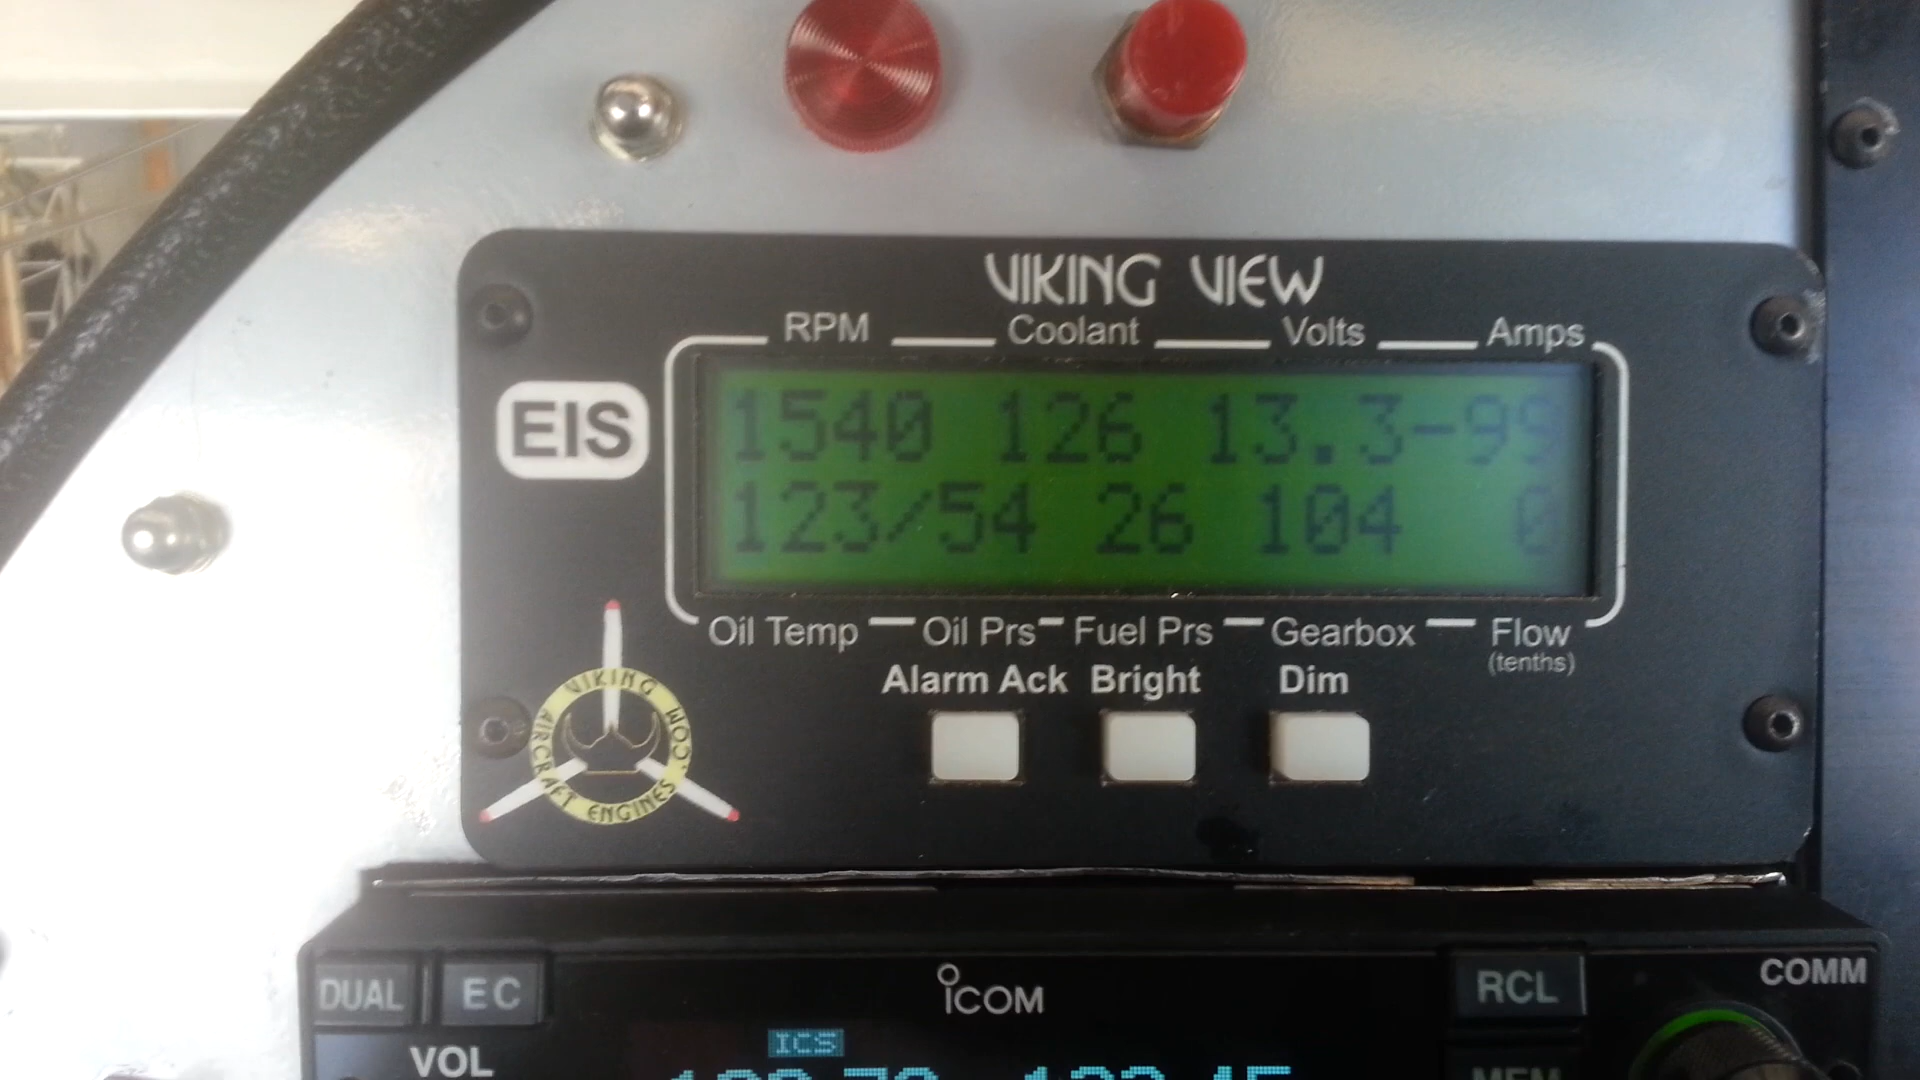 VIKING VIEW
RPM Coolant Volts Amps
EIS
1540 126 13.3-99
123/54 26 104 0
Oil Temp Oil Prs Fuel Prs Gearbox Flow
(tenths)
Alarm Ack Bright Dim
VIKING AIRCRAFT ENGINES.COM
DUAL EC ICOM RCL COMM
ICS
VOL MEM